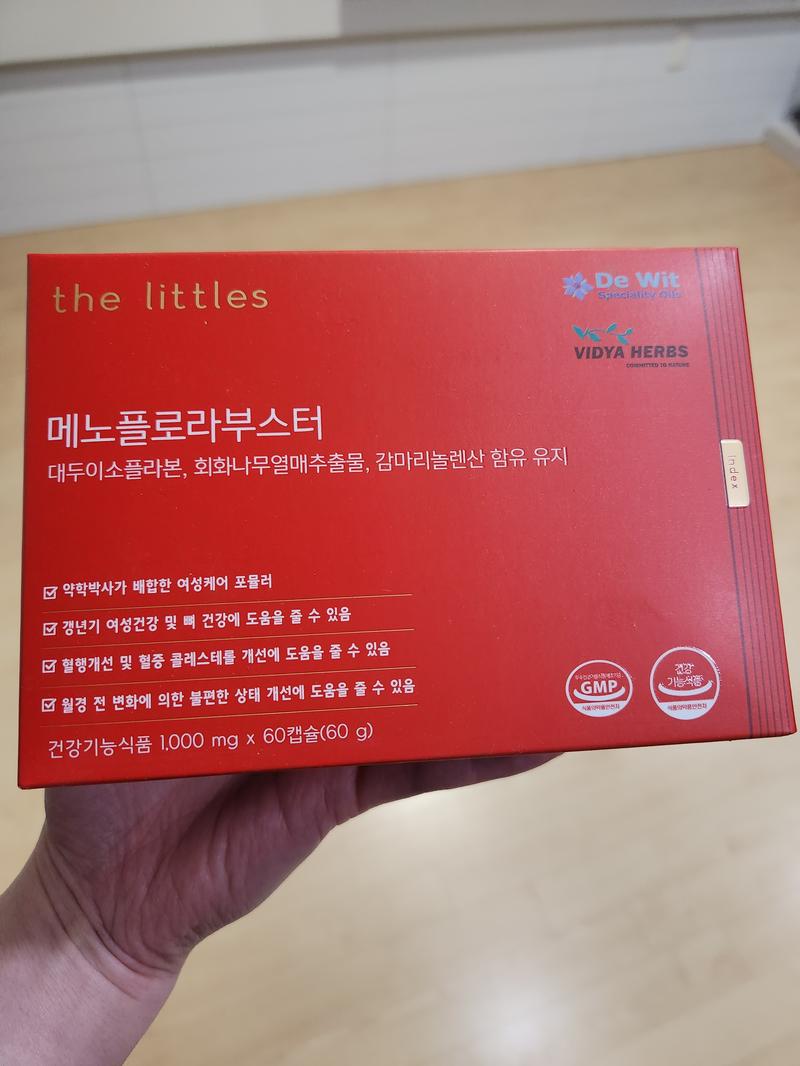 the littles
De Wit
Speciality Oils
VIDYA HERBS
COMMITTED TO NATURE
메노플로라부스터
대두이소플라본, 회화나무열매추출물, 감마리놀렌산 함유 유지
index
약학박사가 배합한 여성케어 포뮬러
갱년기 여성건강 및 뼈 건강에 도움을 줄 수 있음
혈행개선 및 혈중 콜레스테롤 개선에 도움을 줄 수 있음
월경 전 변화에 의한 불편한 상태 개선에 도움을 줄 수 있음
건강기능식품 1,000 mg x 60캡슐(60 g)
GMP
식품의약품안전처
건강
기능식품
식품의약품안전처